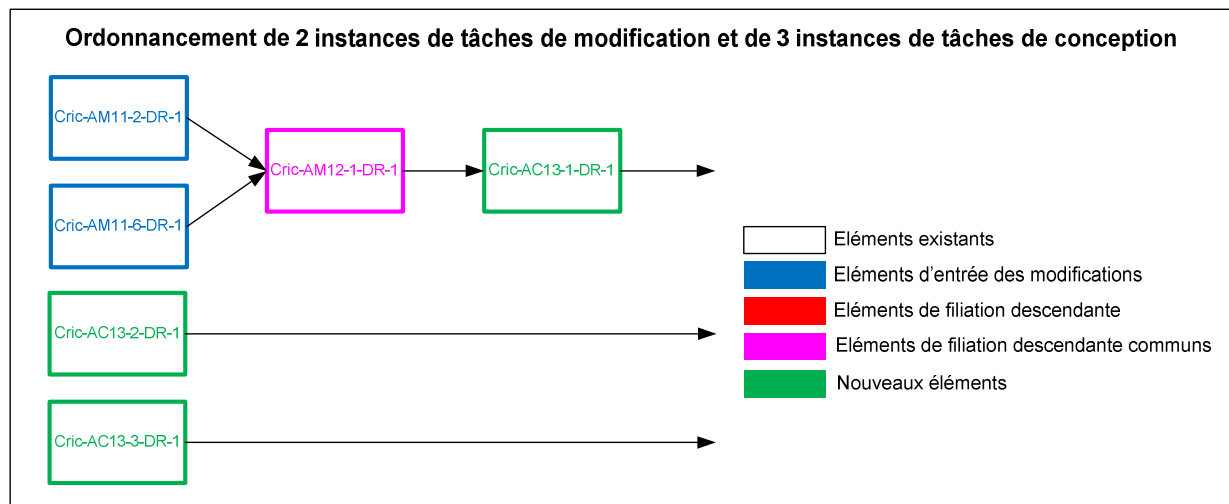 Ordonnancement de 2 instances de tâches de modification et de 3 instances de tâches de conception
Cric-AM11-2-DR-1
Cric-AM12-1-DR-1
Cric-AC13-1-DR-1
Cric-AM11-6-DR-1
Cric-AC13-2-DR-1
Cric-AC13-3-DR-1
Eléments existants
Eléments d'entrée des modifications
Eléments de filiation descendante
Eléments de filiation descendante communs
Nouveaux éléments